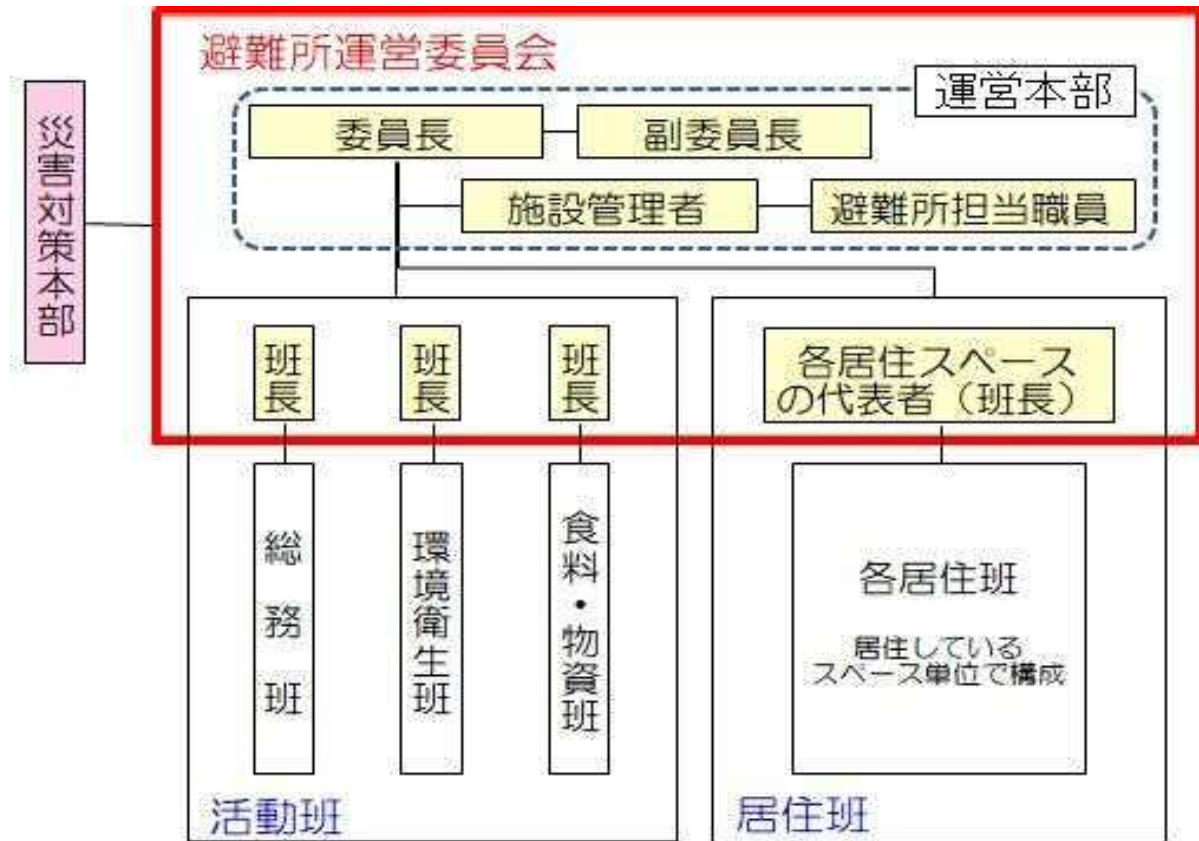 避難所運営委員会
運営本部
災害対策本部
委員長
副委員長
施設管理者
避難所担当職員
班長
班長
班長
各居住スペース
の代表者（班長）
総務班
環境衛生班
食料・物資班
各居住班
居住している
スペース単位で構成
活動班
居住班